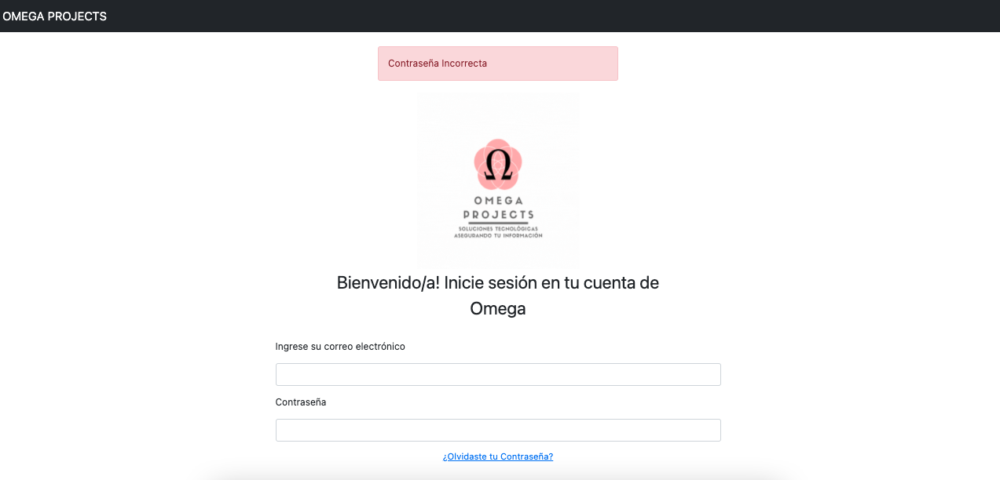 OMEGA PROJECTS
Contraseña Incorrecta
Ω
OMEGA
PROJECTS
SOLUCIONES TECNOLÓGICAS
ASEGURANDO TU INFORMACIÓN
Bienvenido/a! Inicie sesión en tu cuenta de
Omega
Ingrese su correo electrónico
Contraseña
¿Olvidaste tu Contraseña?